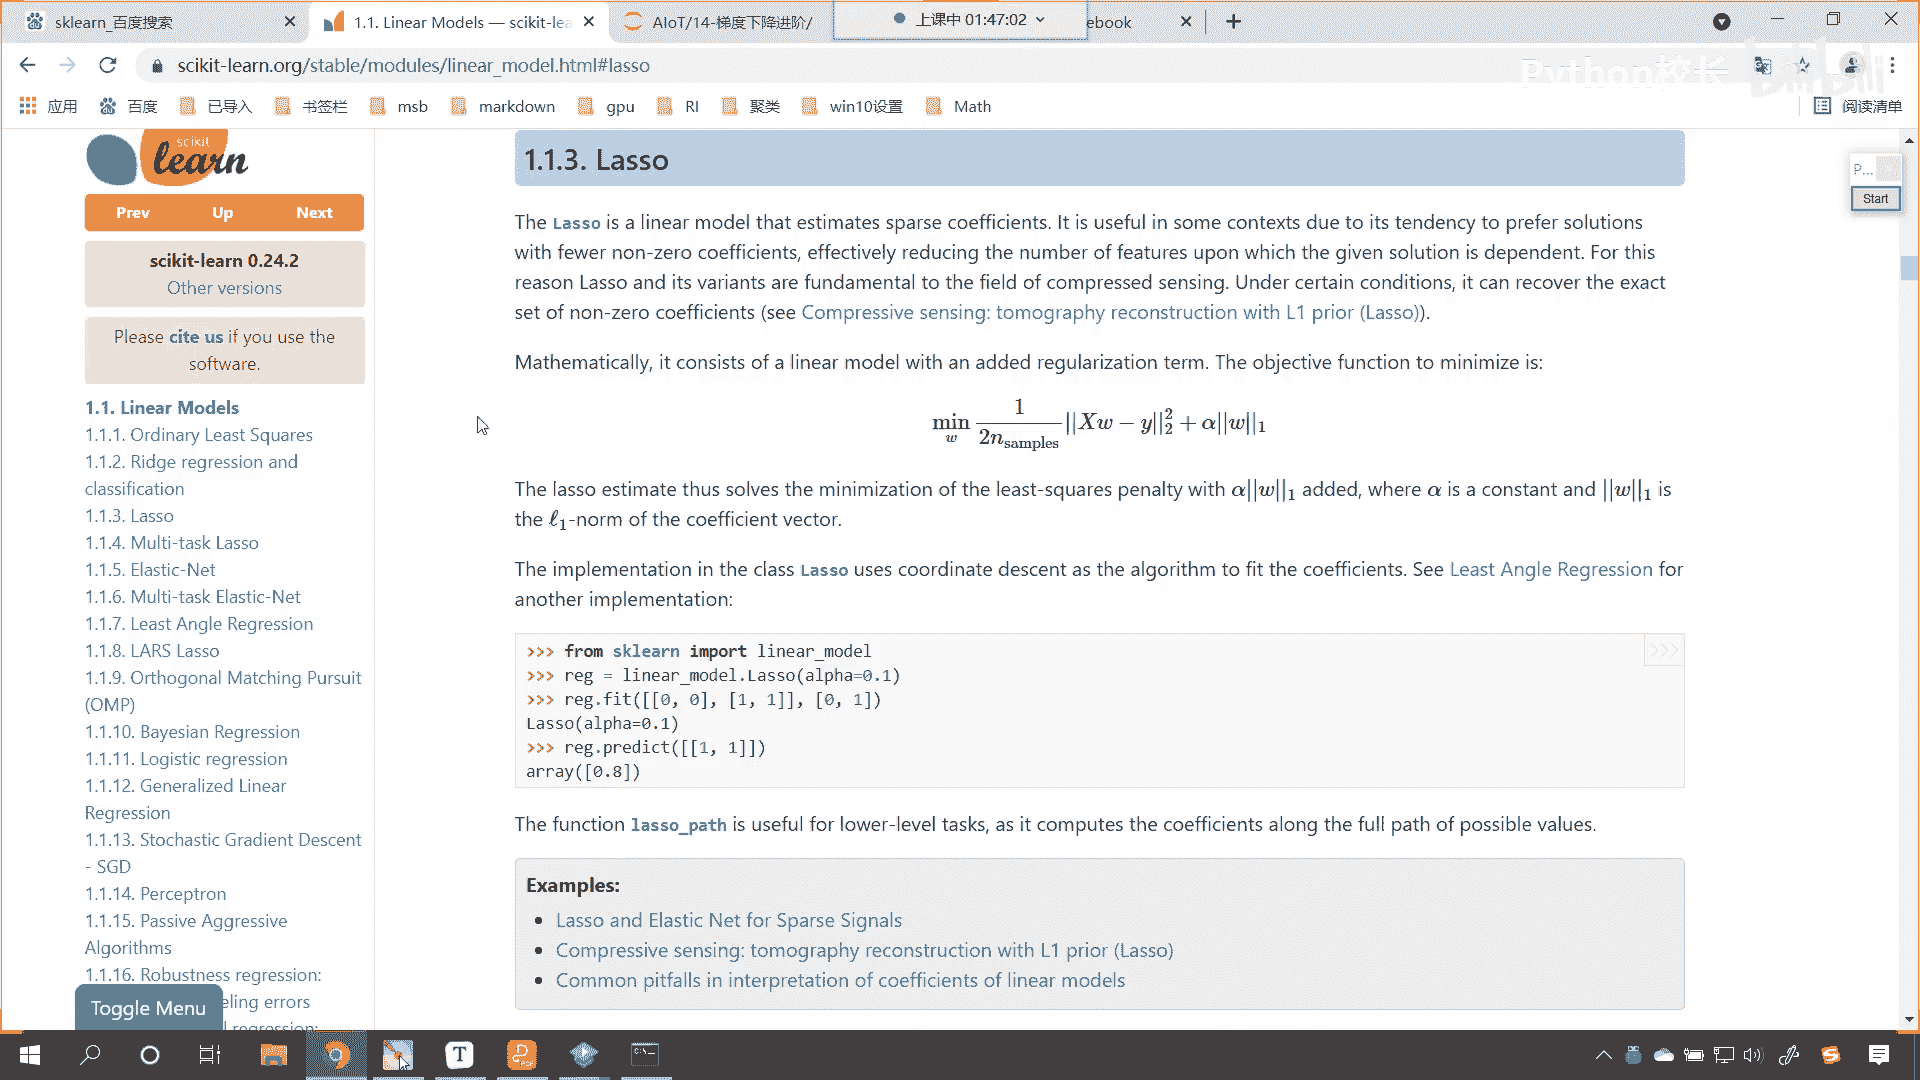 sklearn_百度搜索
1.1. Linear Models — scikit-lea
AIoT/14-梯度下降进阶/
上课中 01:47:02
ebook
scikit-learn.org/stable/modules/linear_model.html#lasso
Python校长
bilibili
应用
百度
已导入
书签栏
msb
markdown
gpu
RI
聚类
win10设置
Math
阅读清单
scikit
learn
Prev
Up
Next
scikit-learn 0.24.2
Other versions
Please cite us if you use the
software.
1.1. Linear Models
1.1.1. Ordinary Least Squares
1.1.2. Ridge regression and
classification
1.1.3. Lasso
1.1.4. Multi-task Lasso
1.1.5. Elastic-Net
1.1.6. Multi-task Elastic-Net
1.1.7. Least Angle Regression
1.1.8. LARS Lasso
1.1.9. Orthogonal Matching Pursuit
(OMP)
1.1.10. Bayesian Regression
1.1.11. Logistic regression
1.1.12. Generalized Linear
Regression
1.1.13. Stochastic Gradient Descent
- SGD
1.1.14. Perceptron
1.1.15. Passive Aggressive
Algorithms
1.1.16. Robustness regression:
eling errors
regression:
Toggle Menu
1.1.3. Lasso
The Lasso is a linear model that estimates sparse coefficients. It is useful in some contexts due to its tendency to prefer solutions
with fewer non-zero coefficients, effectively reducing the number of features upon which the given solution is dependent. For this
reason Lasso and its variants are fundamental to the field of compressed sensing. Under certain conditions, it can recover the exact
set of non-zero coefficients (see Compressive sensing: tomography reconstruction with L1 prior (Lasso)).
Mathematically, it consists of a linear model with an added regularization term. The objective function to minimize is:
min_w 1/(2n_samples) ||Xw − y||_2^2 + α||w||_1
The lasso estimate thus solves the minimization of the least-squares penalty with α||w||_1 added, where α is a constant and ||w||_1 is
the ℓ_1-norm of the coefficient vector.
The implementation in the class Lasso uses coordinate descent as the algorithm to fit the coefficients. See Least Angle Regression for
another implementation:
>>>
>>> from sklearn import linear_model
>>> reg = linear_model.Lasso(alpha=0.1)
>>> reg.fit([[0, 0], [1, 1]], [0, 1])
Lasso(alpha=0.1)
>>> reg.predict([[1, 1]])
array([0.8])
The function lasso_path is useful for lower-level tasks, as it computes the coefficients along the full path of possible values.
Examples:
• Lasso and Elastic Net for Sparse Signals
• Compressive sensing: tomography reconstruction with L1 prior (Lasso)
• Common pitfalls in interpretation of coefficients of linear models
P...
Start